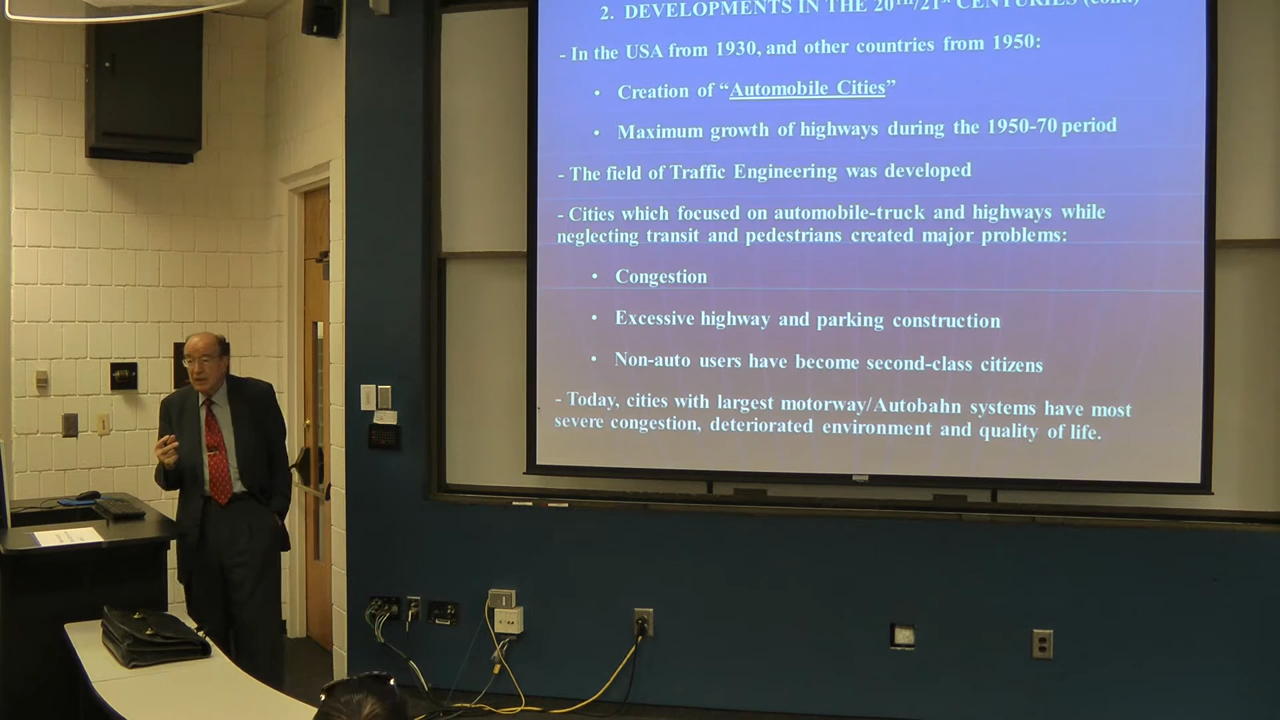 2. DEVELOPMENTS IN THE 20TH/21st CENTURIES (cont.)
- In the USA from 1930, and other countries from 1950:
• Creation of “Automobile Cities”
• Maximum growth of highways during the 1950-70 period
- The field of Traffic Engineering was developed
- Cities which focused on automobile-truck and highways while
neglecting transit and pedestrians created major problems:
• Congestion
• Excessive highway and parking construction
• Non-auto users have become second-class citizens
- Today, cities with largest motorway/Autobahn systems have most
severe congestion, deteriorated environment and quality of life.